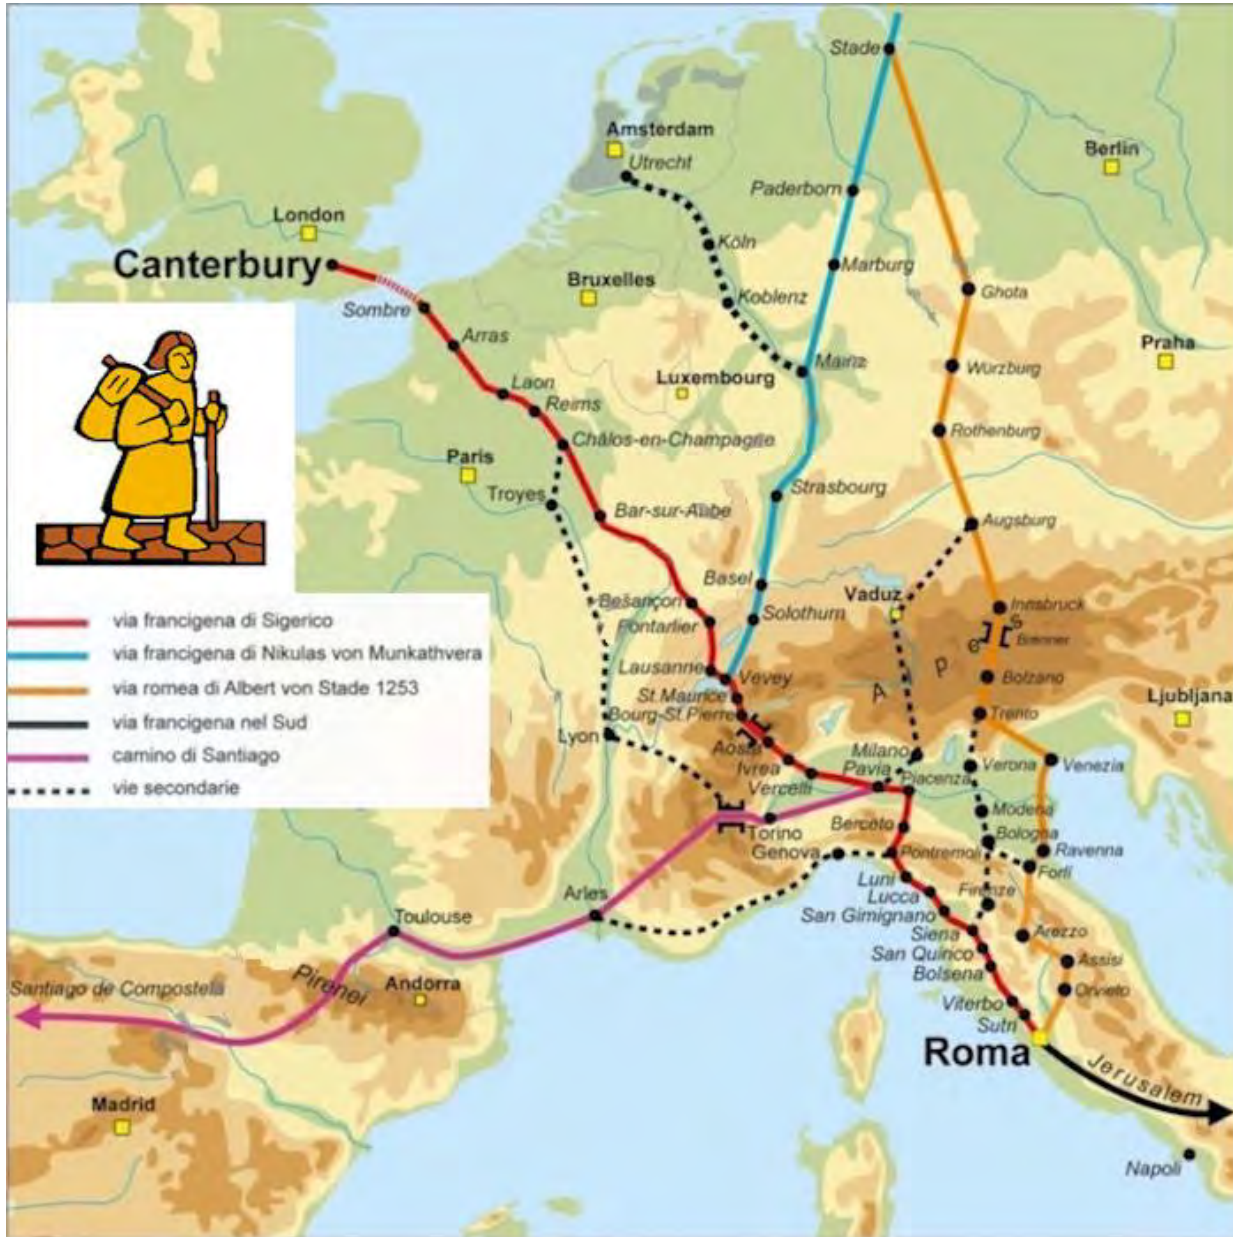 Stade
Amsterdam
Utrecht
Berlin
Paderborn
London
Canterbury
Köln
Marburg
Bruxelles
Koblenz
Ghota
Sombre
Arras
Mainz
Würzburg
Praha
Luxembourg
Laon
Reims
Châlos-en-Champagne
Rothenburg
Paris
Troyes
Strasbourg
Bar-sur-Aube
Augsburg
Basel
Vaduz
Besançon
Solothurn
Innsbruck
Fontarlier
Brenner
via francigena di Sigerico
via francigena di Nikulas von Munkathvera
via romea di Albert von Stade 1253
via francigena nel Sud
camino di Santiago
vie secondarie
Lausanne
Vevey
A p e s
Bolzano
St.Maurice
Ljubljana
Bourg-St.Pierre
Trento
Lyon
Aosta
Milano
Ivrea
Pavia
Verona
Venezia
Vercelli
Piacenza
Modena
Torino
Berceto
Bologna
Genova
Pontremoli
Ravenna
Forlì
Luni
Lucca
Firenze
Arles
San Gimignano
Toulouse
Siena
Arezzo
San Quirico
Assisi
Bolsena
Pirenei
Andorra
Santiago de Compostela
Orvieto
Viterbo
Sutri
Roma
Jerusalem
Madrid
Napoli